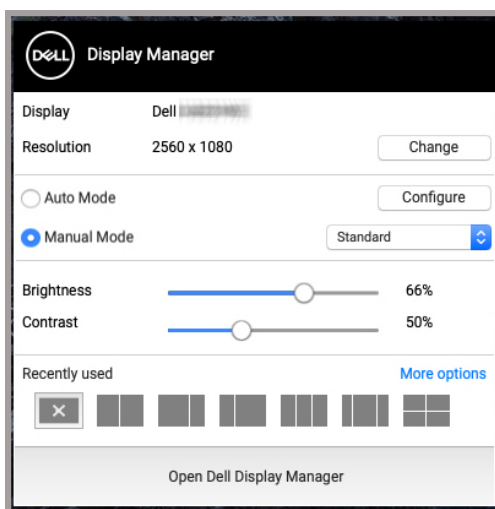 DELL Display Manager
Display Dell
Resolution 2560 x 1080 Change
Auto Mode Configure
Manual Mode Standard
Brightness 66%
Contrast 50%
Recently used More options
Open Dell Display Manager